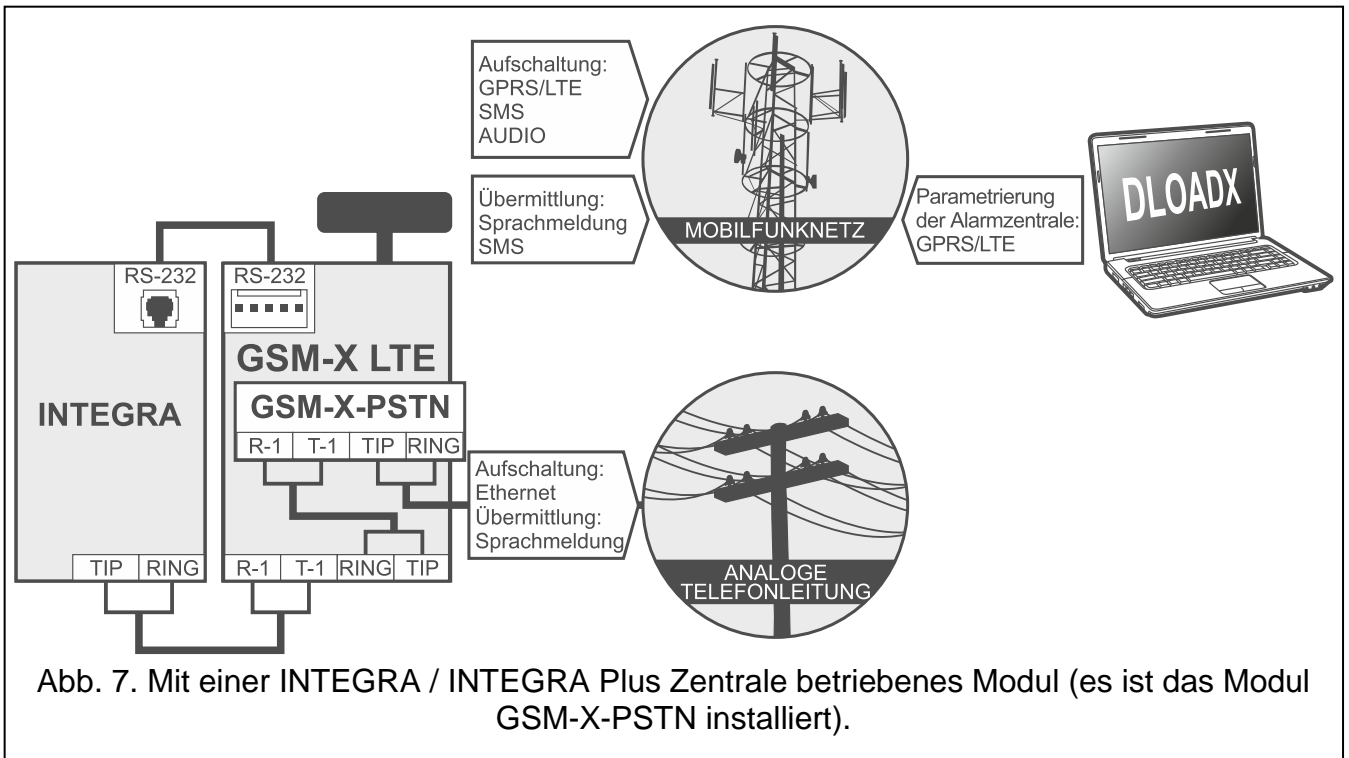 Aufschaltung:
GPRS/LTE
SMS
AUDIO
Übermittlung:
Sprachmeldung
SMS
MOBILFUNKNETZ
Parametrierung
der Alarmzentrale:
GPRS/LTE
DLOADX
RS-232
RS-232
INTEGRA
GSM-X LTE
GSM-X-PSTN
R-1 T-1 TIP RING
Aufschaltung:
Ethernet
Übermittlung:
Sprachmeldung
ANALOGE
TELEFONLEITUNG
TIP RING
R-1 T-1 RING TIP
Abb. 7. Mit einer INTEGRA / INTEGRA Plus Zentrale betriebenes Modul (es ist das Modul
GSM-X-PSTN installiert).